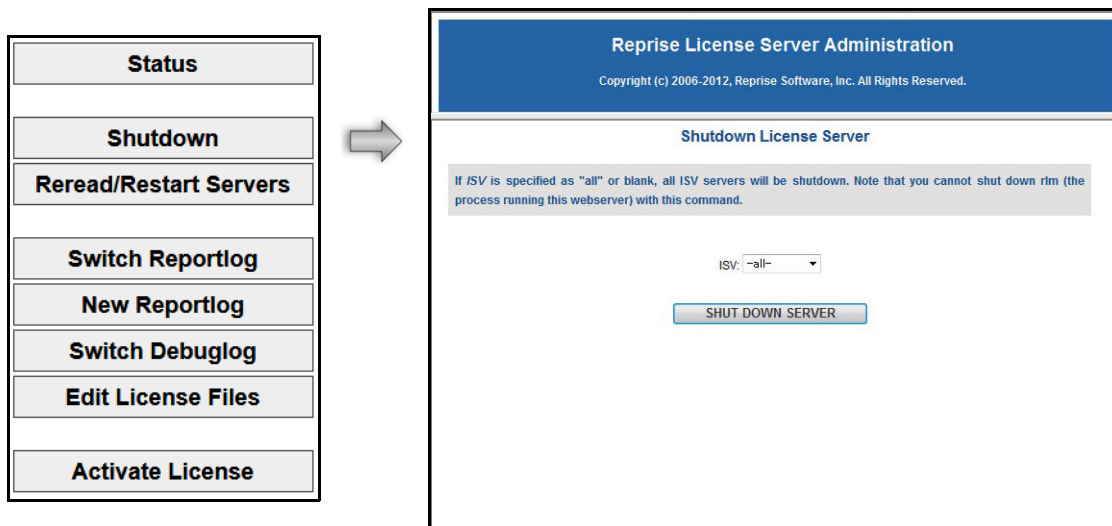 Status
Shutdown
Reread/Restart Servers
Switch Reportlog
New Reportlog
Switch Debuglog
Edit License Files
Activate License
Reprise License Server Administration
Copyright (c) 2006-2012, Reprise Software, Inc. All Rights Reserved.
Shutdown License Server
If ISV is specified as "all" or blank, all ISV servers will be shutdown. Note that you cannot shut down rlm (the
process running this webserver) with this command.
ISV: -all-
SHUT DOWN SERVER